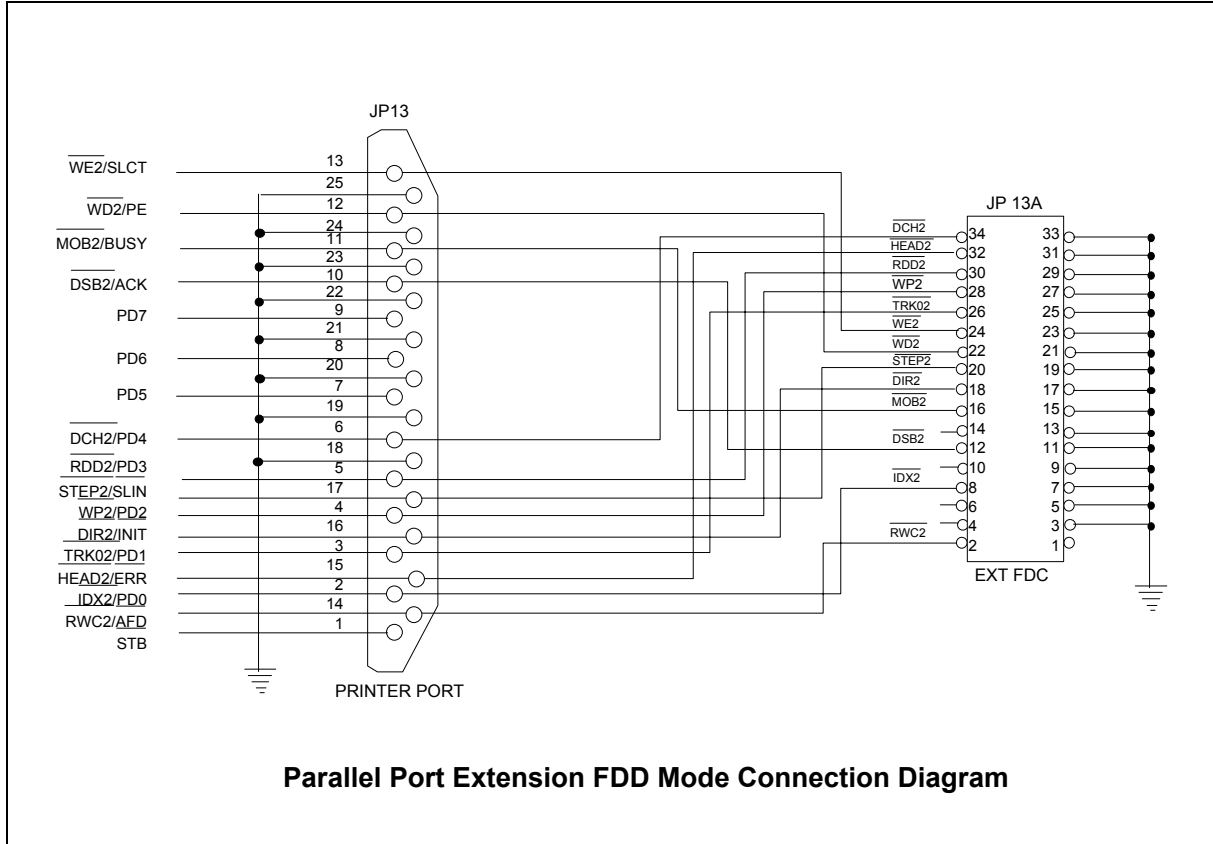 JP13
WE2/SLCT
WD2/PE
MOB2/BUSY
DSB2/ACK
PD7
PD6
PD5
DCH2/PD4
RDD2/PD3
STEP2/SLIN
WP2/PD2
DIR2/INIT
TRK02/PD1
HEAD2/ERR
IDX2/PD0
RWC2/AFD
STB
13
25
12
24
11
23
10
22
9
21
8
20
7
19
6
18
5
17
4
16
3
15
2
14
1
PRINTER PORT
JP 13A
DCH2
HEAD2
RDD2
WP2
TRK02
WE2
WD2
STEP2
DIR2
MOB2
DSB2
IDX2
RWC2
34 33
32 31
30 29
28 27
26 25
24 23
22 21
20 19
18 17
16 15
14 13
12 11
10 9
8 7
6 5
4 3
2 1
EXT FDC
Parallel Port Extension FDD Mode Connection Diagram